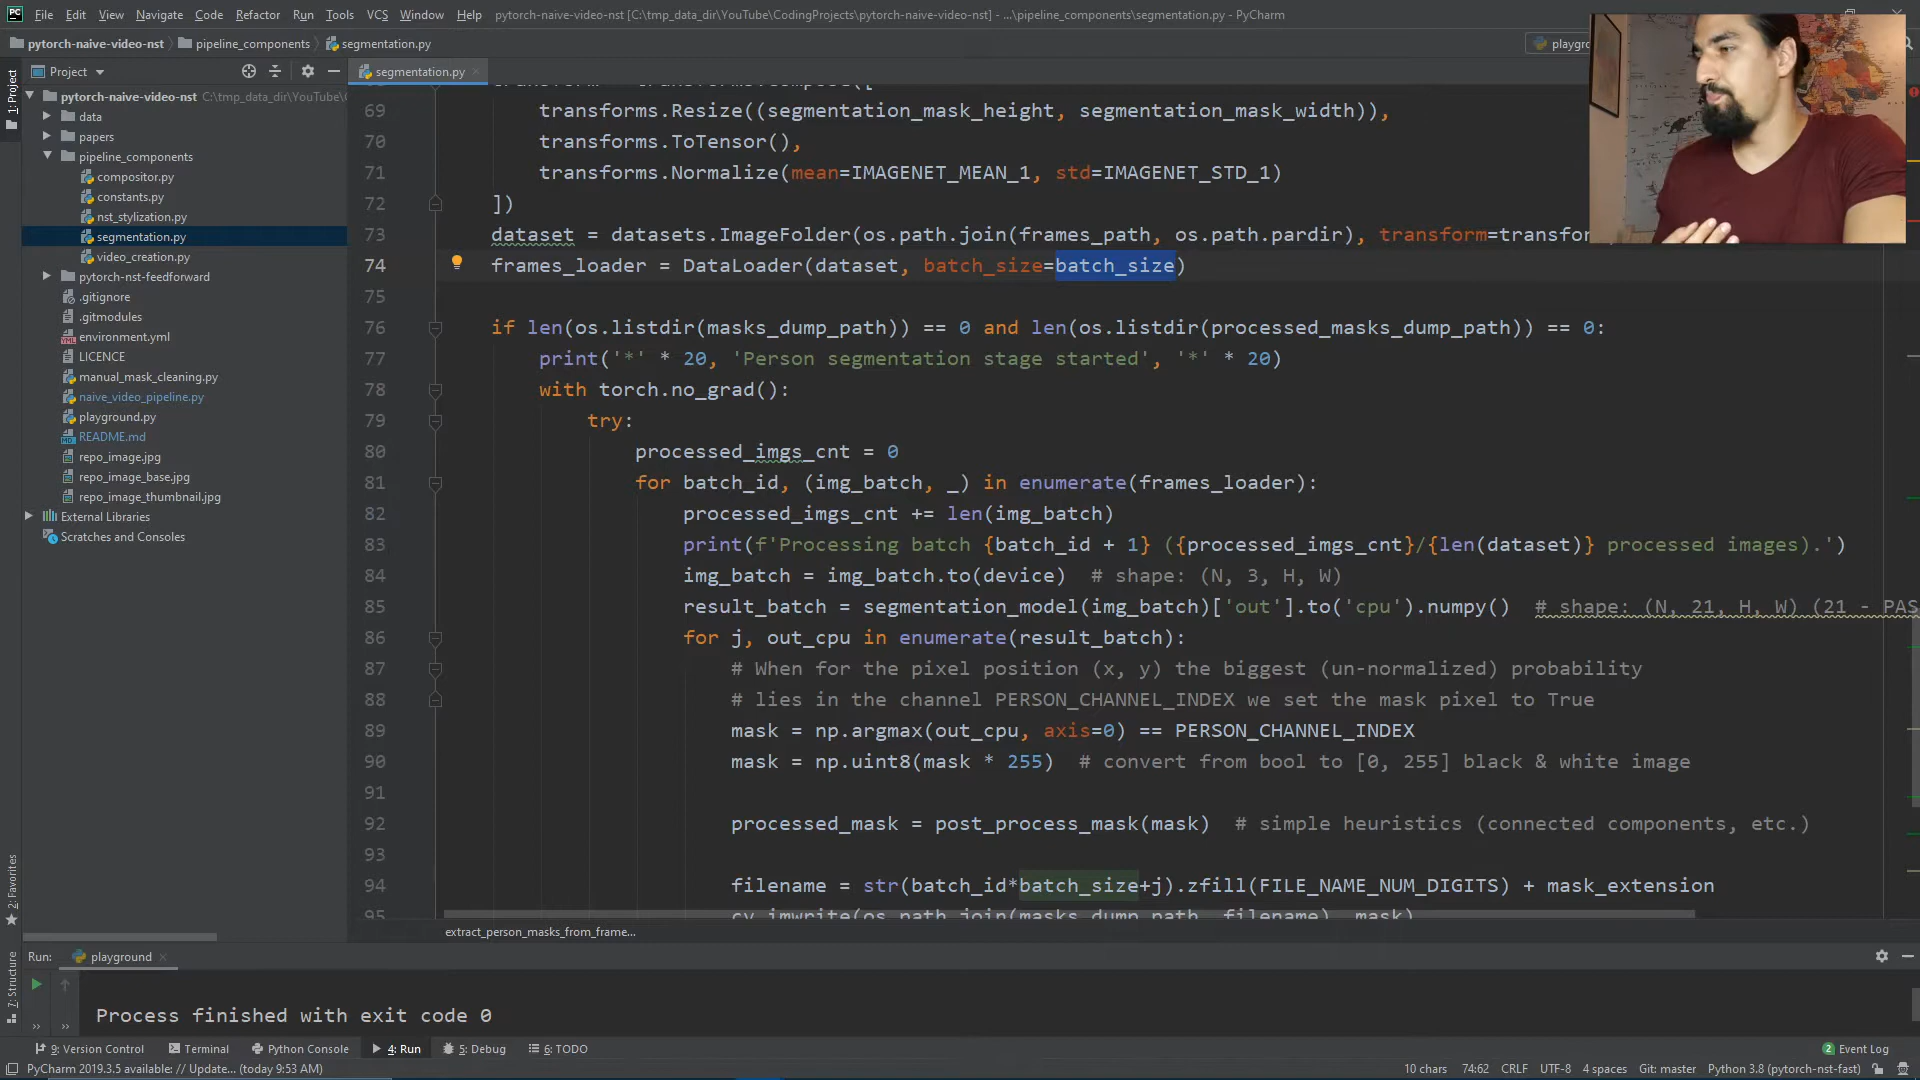 File Edit View Navigate Code Refactor Run Tools VCS Window Help pytorch-naive-video-nst [C:\tmp_data_dir\YouTube\CodingProjects\pytorch-naive-video-nst] - ...\pipeline_components\segmentation.py - PyCharm
pytorch-naive-video-nst pipeline_components segmentation.py
Project
segmentation.py
1: Project
pytorch-naive-video-nst C:\tmp_data_dir\YouTube\
data
papers
pipeline_components
compositor.py
constants.py
nst_stylization.py
segmentation.py
video_creation.py
pytorch-nst-feedforward
.gitignore
.gitmodules
environment.yml
LICENCE
manual_mask_cleaning.py
naive_video_pipeline.py
playground.py
README.md
repo_image.jpg
repo_image_base.jpg
repo_image_thumbnail.jpg
External Libraries
Scratches and Consoles
69 transforms.Resize((segmentation_mask_height, segmentation_mask_width)),
70 transforms.ToTensor(),
71 transforms.Normalize(mean=IMAGENET_MEAN_1, std=IMAGENET_STD_1)
72 ])
73 dataset = datasets.ImageFolder(os.path.join(frames_path, os.path.pardir), transform=transfor
74 frames_loader = DataLoader(dataset, batch_size=batch_size)
75
76 if len(os.listdir(masks_dump_path)) == 0 and len(os.listdir(processed_masks_dump_path)) == 0:
77 print('*' * 20, 'Person segmentation stage started', '*' * 20)
78 with torch.no_grad():
79 try:
80 processed_imgs_cnt = 0
81 for batch_id, (img_batch, _) in enumerate(frames_loader):
82 processed_imgs_cnt += len(img_batch)
83 print(f'Processing batch {batch_id + 1} ({processed_imgs_cnt}/{len(dataset)} processed images).')
84 img_batch = img_batch.to(device)  # shape: (N, 3, H, W)
85 result_batch = segmentation_model(img_batch)['out'].to('cpu').numpy()  # shape: (N, 21, H, W) (21 - PAS
86 for j, out_cpu in enumerate(result_batch):
87 # When for the pixel position (x, y) the biggest (un-normalized) probability
88 # lies in the channel PERSON_CHANNEL_INDEX we set the mask pixel to True
89 mask = np.argmax(out_cpu, axis=0) == PERSON_CHANNEL_INDEX
90 mask = np.uint8(mask * 255)  # convert from bool to [0, 255] black & white image
91
92 processed_mask = post_process_mask(mask)  # simple heuristics (connected components, etc.)
93
94 filename = str(batch_id*batch_size+j).zfill(FILE_NAME_NUM_DIGITS) + mask_extension
95 cv.imwrite(os.path.join(masks_dump_path, filename), mask)
extract_person_masks_from_frame...
2: Favorites
7: Structure
Run: playground
Process finished with exit code 0
9: Version Control Terminal Python Console 4: Run 5: Debug 6: TODO 2 Event Log
PyCharm 2019.3.5 available: // Update... (today 9:53 AM) 10 chars 74:62 CRLF UTF-8 4 spaces Git: master Python 3.8 (pytorch-nst-fast)